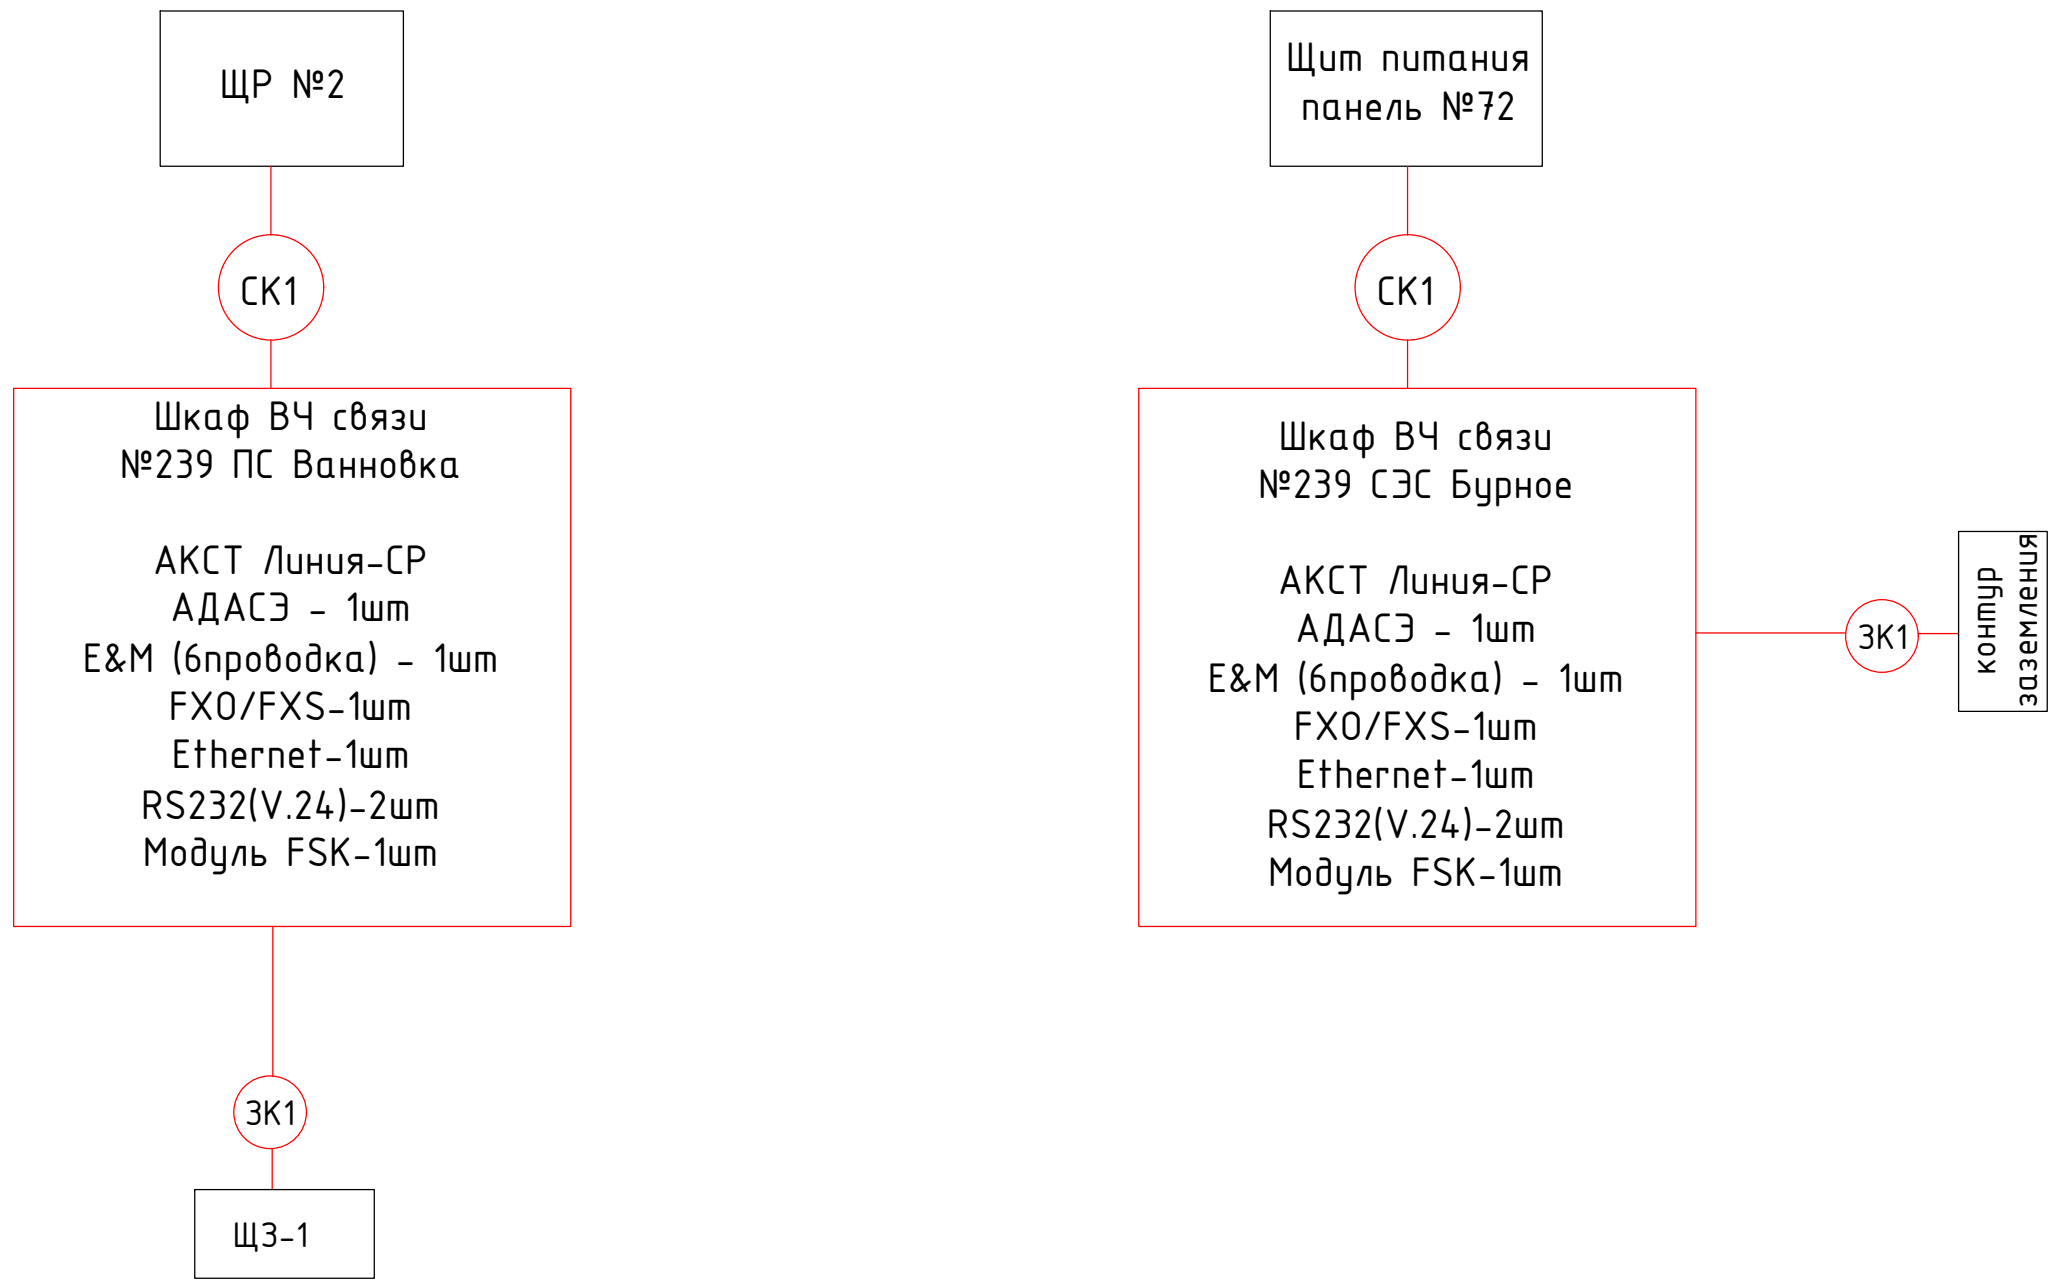 ЩР №2
СК1
Шкаф ВЧ связи
№239 ПС Ванновка
АКСТ Линия-СР
АДАСЭ - 1шт
E&M (6проводка) - 1шт
FXO/FXS-1шт
Ethernet-1шт
RS232(V.24)-2шт
Модуль FSK-1шт
ЗК1
ЩЗ-1
Щит питания
панель №72
СК1
Шкаф ВЧ связи
№239 СЭС Бурное
АКСТ Линия-СР
АДАСЭ - 1шт
E&M (6проводка) - 1шт
FXO/FXS-1шт
Ethernet-1шт
RS232(V.24)-2шт
Модуль FSK-1шт
ЗК1
контур
заземления